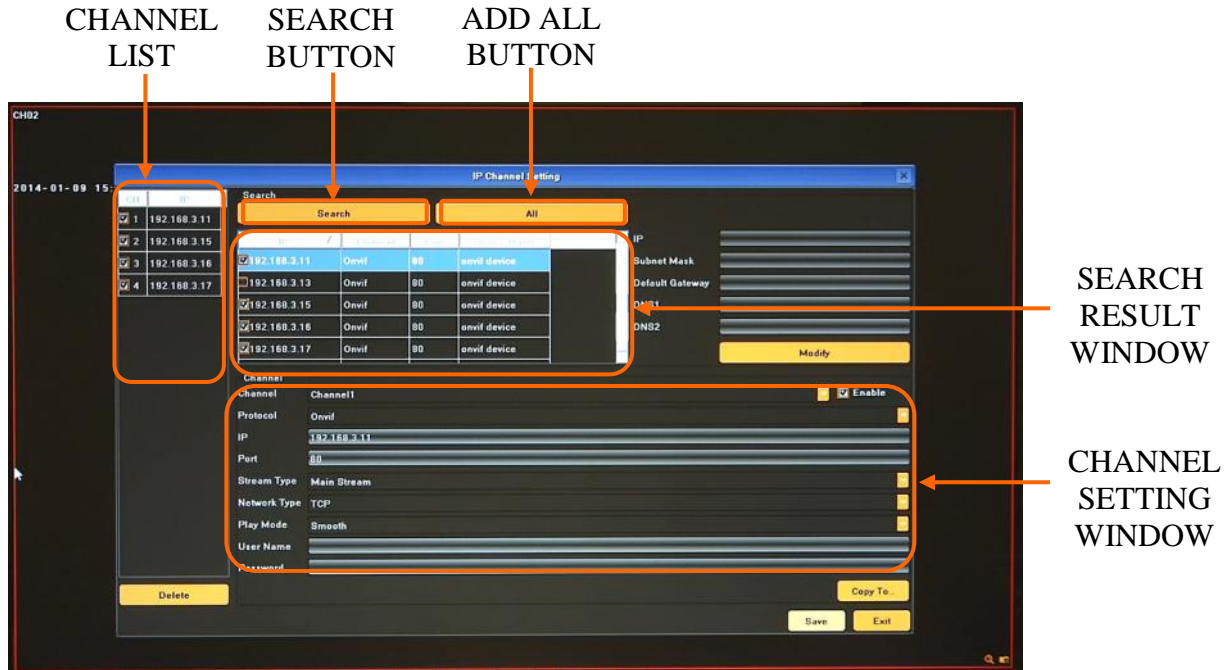 CHANNEL LIST
SEARCH BUTTON
ADD ALL BUTTON
CH02
2014-01-09 15:
IP Channel Setting
CH IP
1 192.168.3.11
2 192.168.3.15
3 192.168.3.16
4 192.168.3.17
Delete
Search
Search All
IP /
192.168.3.11 Onvif 80 onvif device
192.168.3.13 Onvif 80 onvif device
192.168.3.15 Onvif 80 onvif device
192.168.3.16 Onvif 80 onvif device
192.168.3.17 Onvif 80 onvif device
IP
Subnet Mask
Default Gateway
DNS1
DNS2
Modify
SEARCH RESULT WINDOW
Channel
Channel Channel1 Enable
Protocol Onvif
IP 192.168.3.11
Port 80
Stream Type Main Stream
Network Type TCP
Play Mode Smooth
User Name
Password
Copy To..
Save Exit
CHANNEL SETTING WINDOW